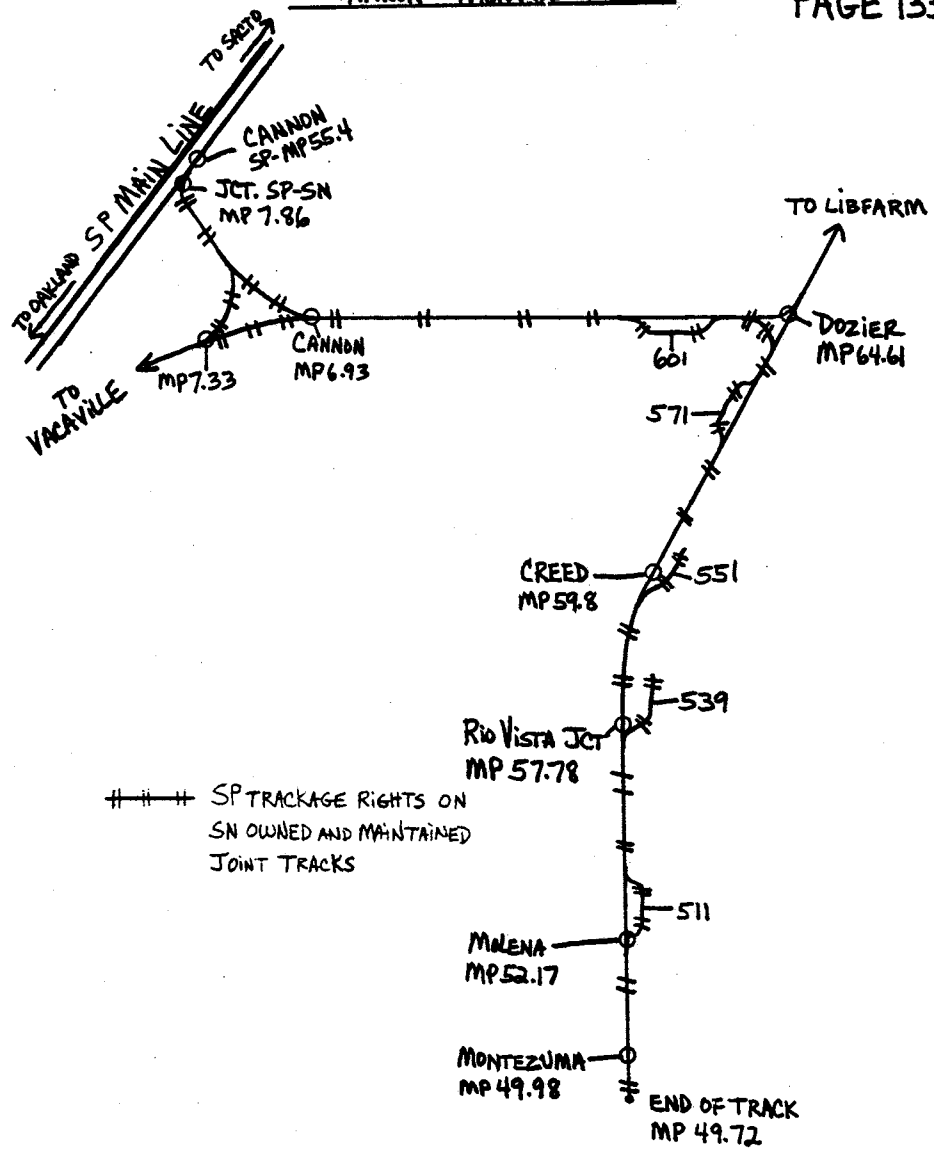 PAGE 133
TO SACTO
SP MAIN LINE
TO OAKLAND
CANNON
SP-MP55.4
JCT. SP-SN
MP 7.86
TO LIBFARM
CANNON
MP6.93
MP7.33
TO
VACAVILLE
601
DOZIER
MP64.61
571
CREED
MP59.8
551
539
RIO VISTA JCT
MP 57.78
SP TRACKAGE RIGHTS ON
SN OWNED AND MAINTAINED
JOINT TRACKS
511
MOLENA
MP52.17
MONTEZUMA
MP 49.98
END OF TRACK
MP 49.72